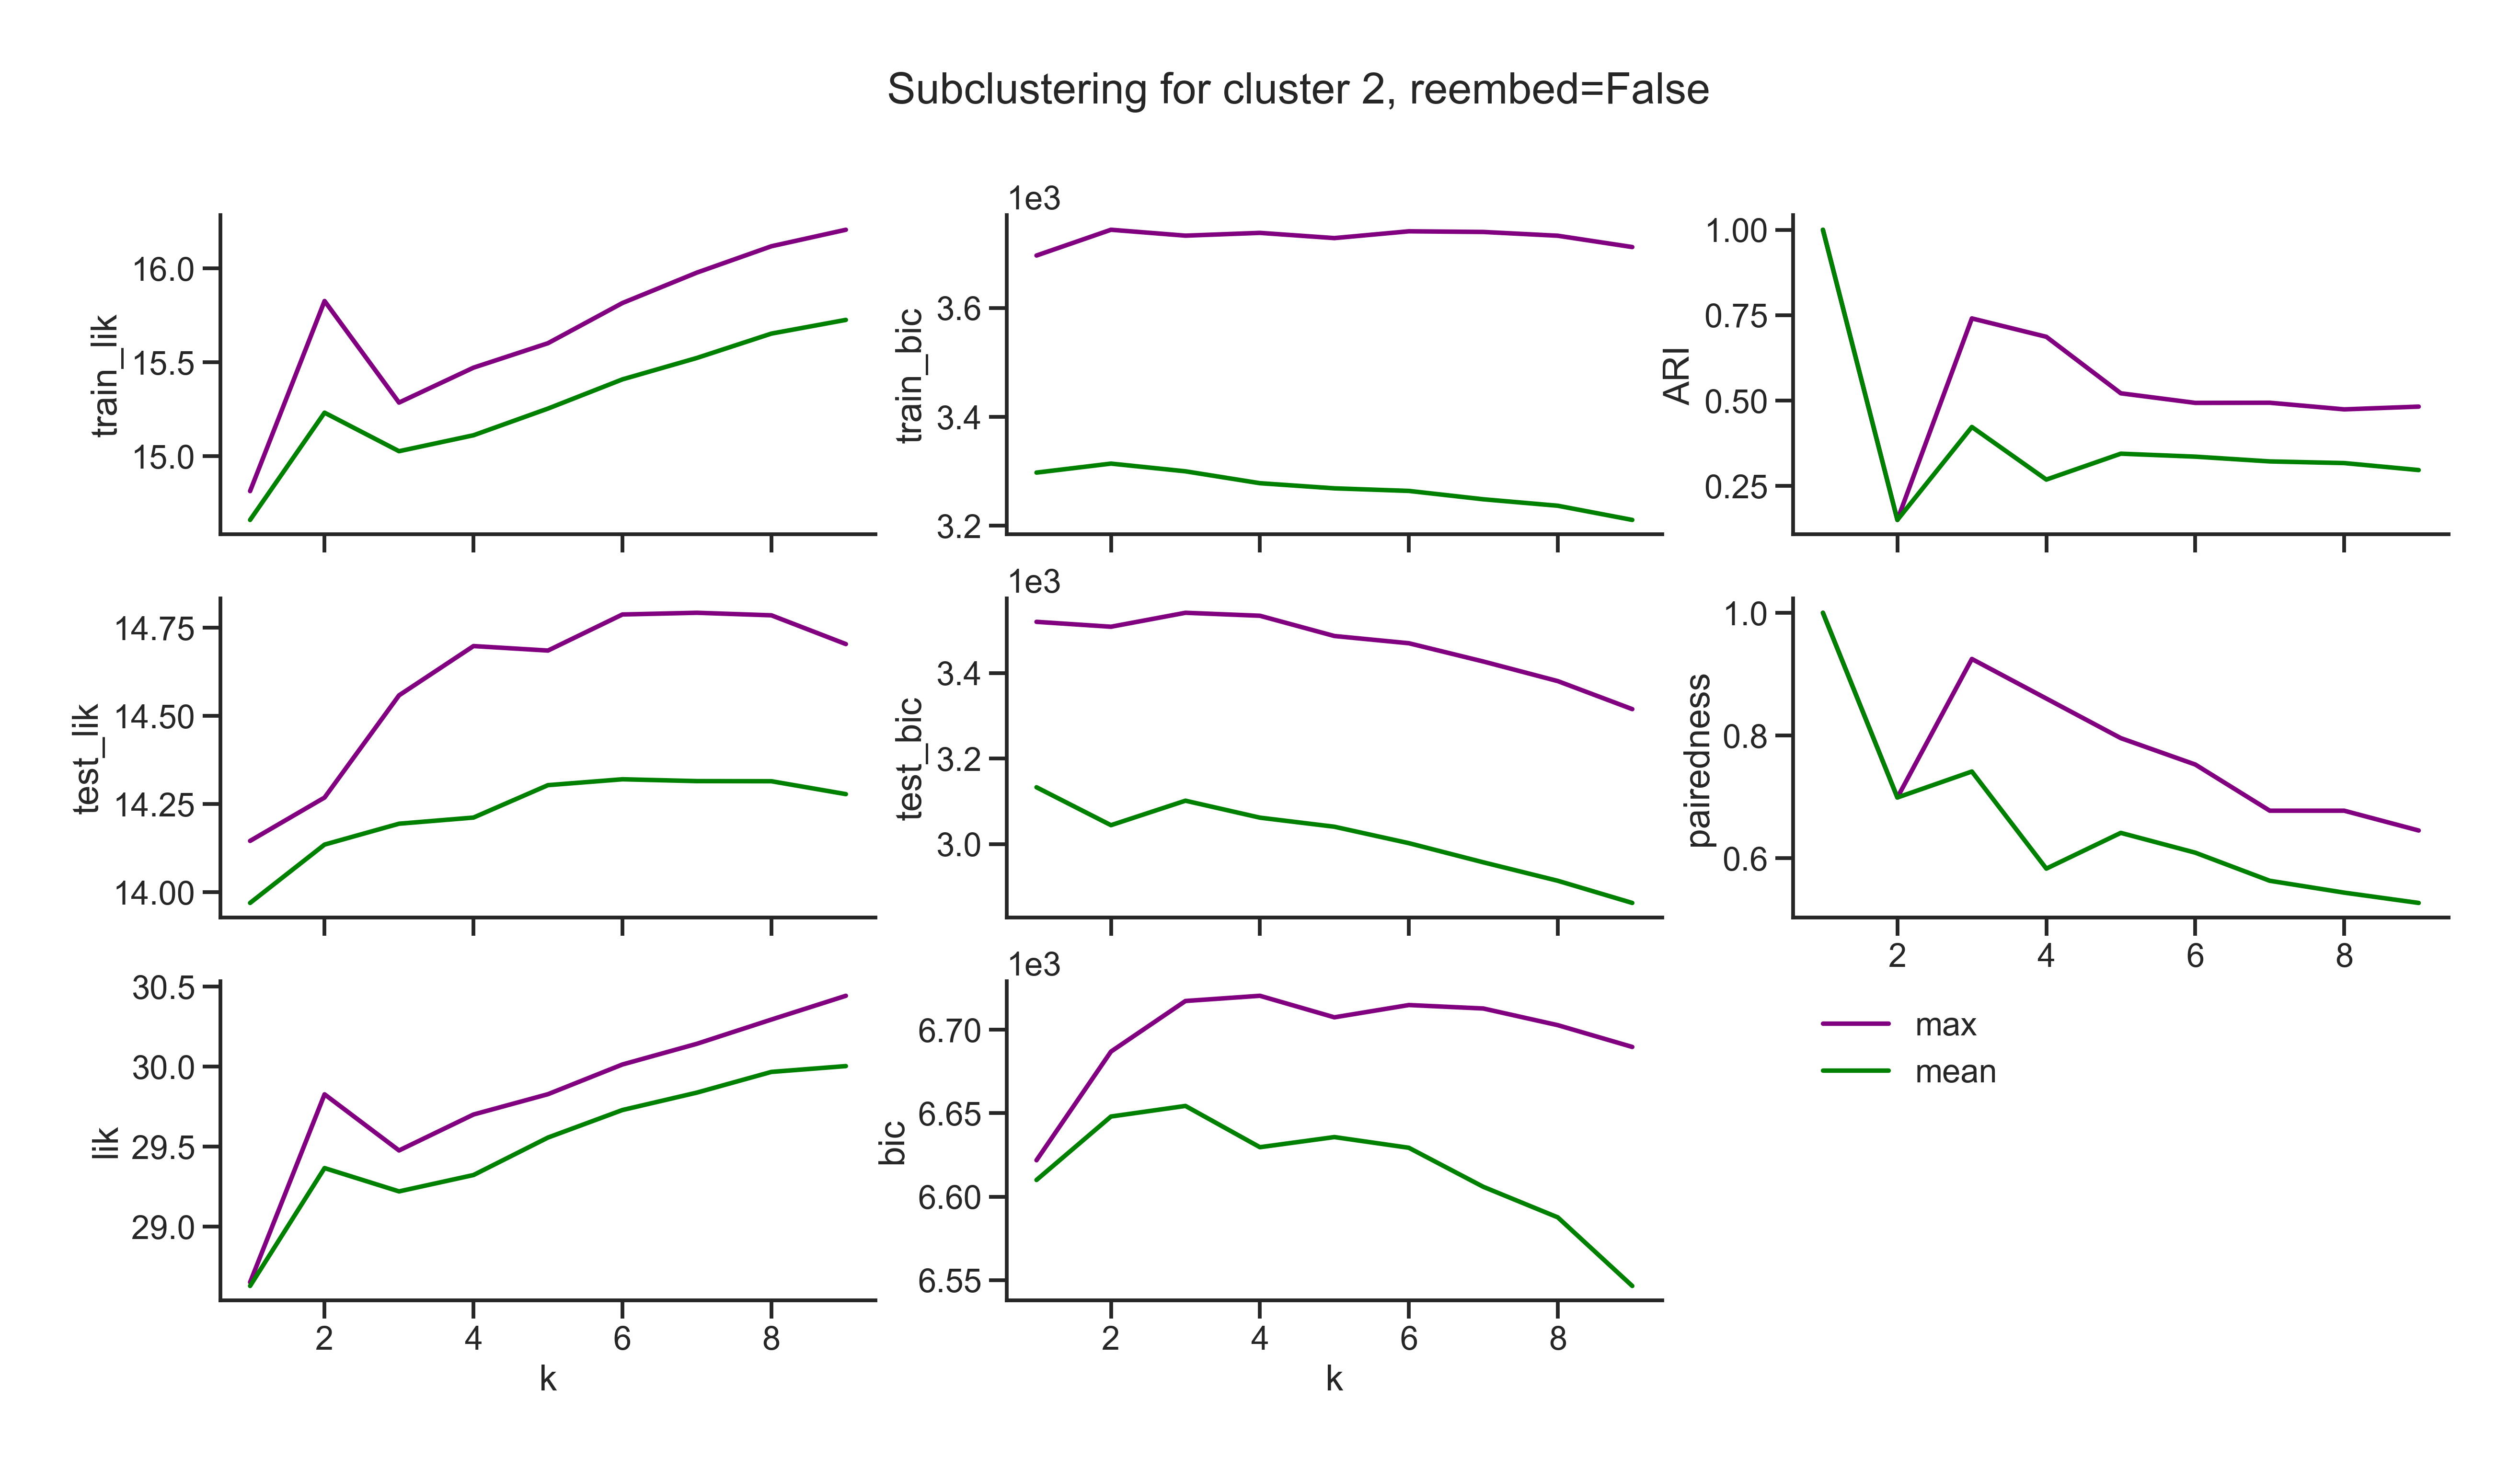 Subclustering for cluster 2, reembed=False
train_lik
16.0
15.5
15.0
1e3
train_bic
3.6
3.4
3.2
ARI
1.00
0.75
0.50
0.25
test_lik
14.75
14.50
14.25
14.00
1e3
test_bic
3.4
3.2
3.0
pairedness
1.0
0.8
0.6
2 4 6 8
lik
30.5
30.0
29.5
29.0
2 4 6 8
k
1e3
bic
6.70
6.65
6.60
6.55
2 4 6 8
k
max
mean